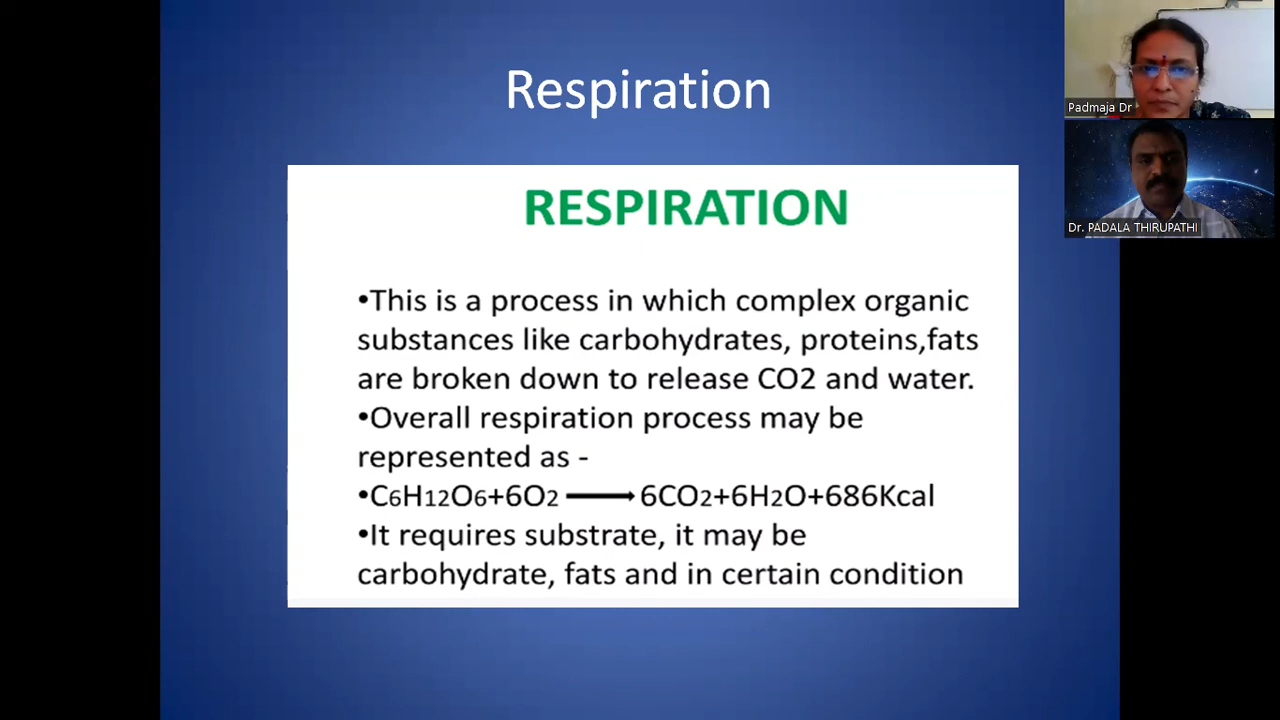 Respiration
RESPIRATION
•This is a process in which complex organic
substances like carbohydrates, proteins,fats
are broken down to release CO2 and water.
•Overall respiration process may be
represented as -
•C6H12O6+6O2 ⟶ 6CO2+6H2O+686Kcal
•It requires substrate, it may be
carbohydrate, fats and in certain condition
Padmaja Dr
Dr. PADALA THIRUPATHI